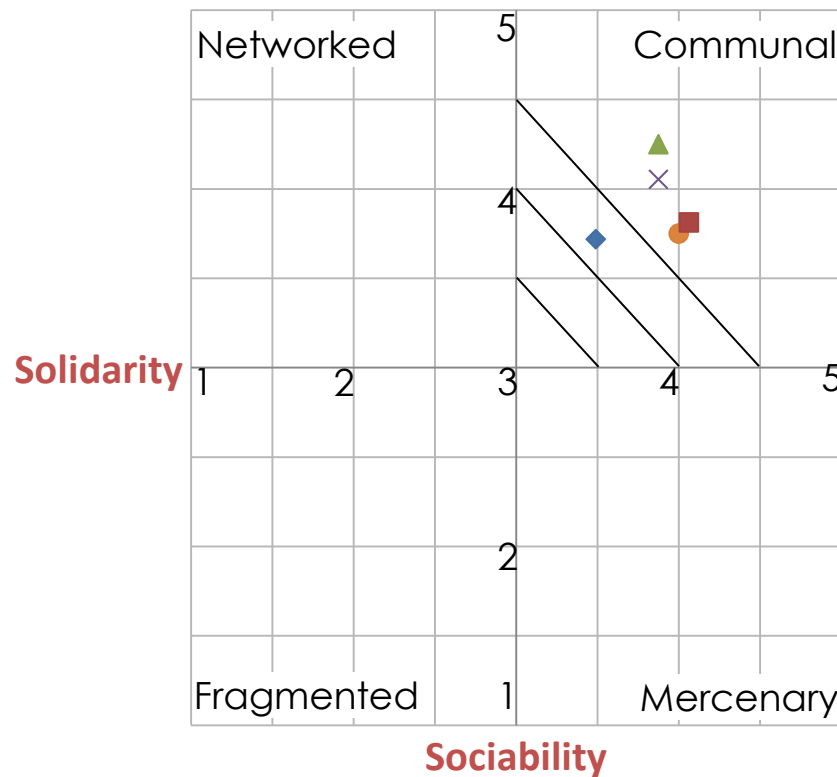 Networked
5
Communal
4
Solidarity
1
2
3
4
5
2
Fragmented
1
Mercenary
Sociability